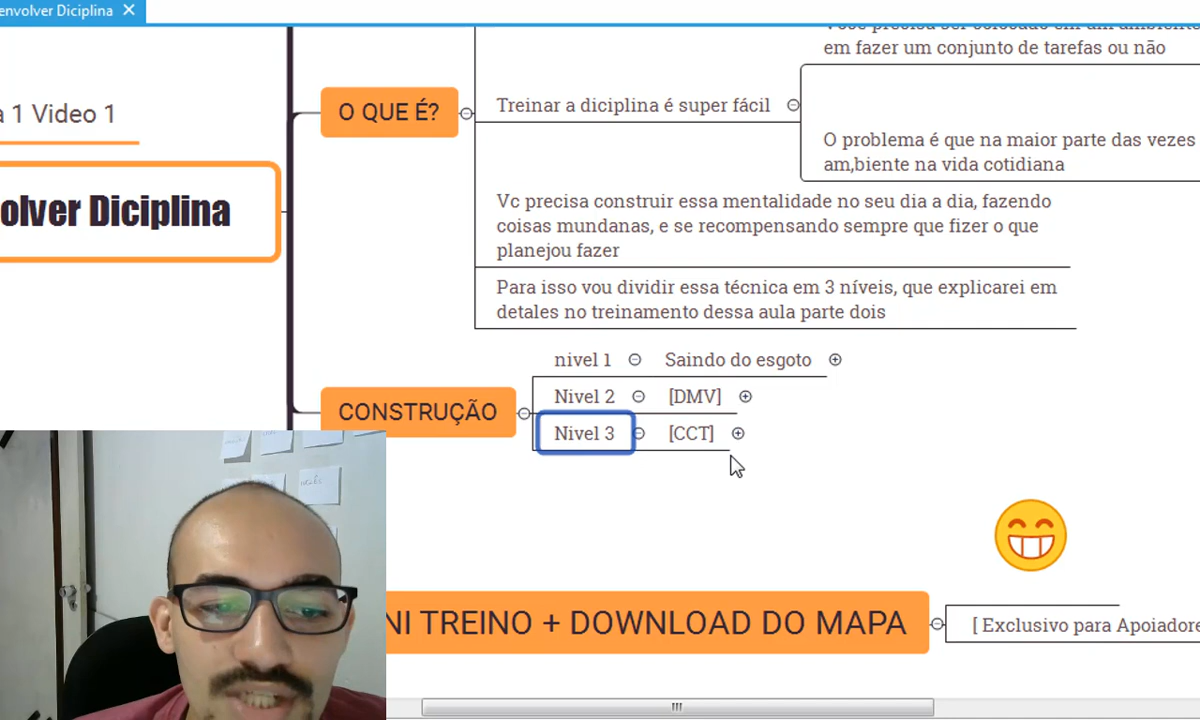 envolver Diciplina
em fazer um conjunto de tarefas ou não
O QUE É?
Treinar a diciplina é super fácil
a 1 Video 1
O problema é que na maior parte das vezes
am,biente na vida cotidiana
olver Diciplina
Vc precisa construir essa mentalidade no seu dia a dia, fazendo
coisas mundanas, e se recompensando sempre que fizer o que
planejou fazer
Para isso vou dividir essa técnica em 3 níveis, que explicarei em
detales no treinamento dessa aula parte dois
CONSTRUÇÃO
nivel 1 Saindo do esgoto
Nivel 2 [DMV]
Nivel 3 [CCT]
NI TREINO + DOWNLOAD DO MAPA
[ Exclusivo para Apoiadore